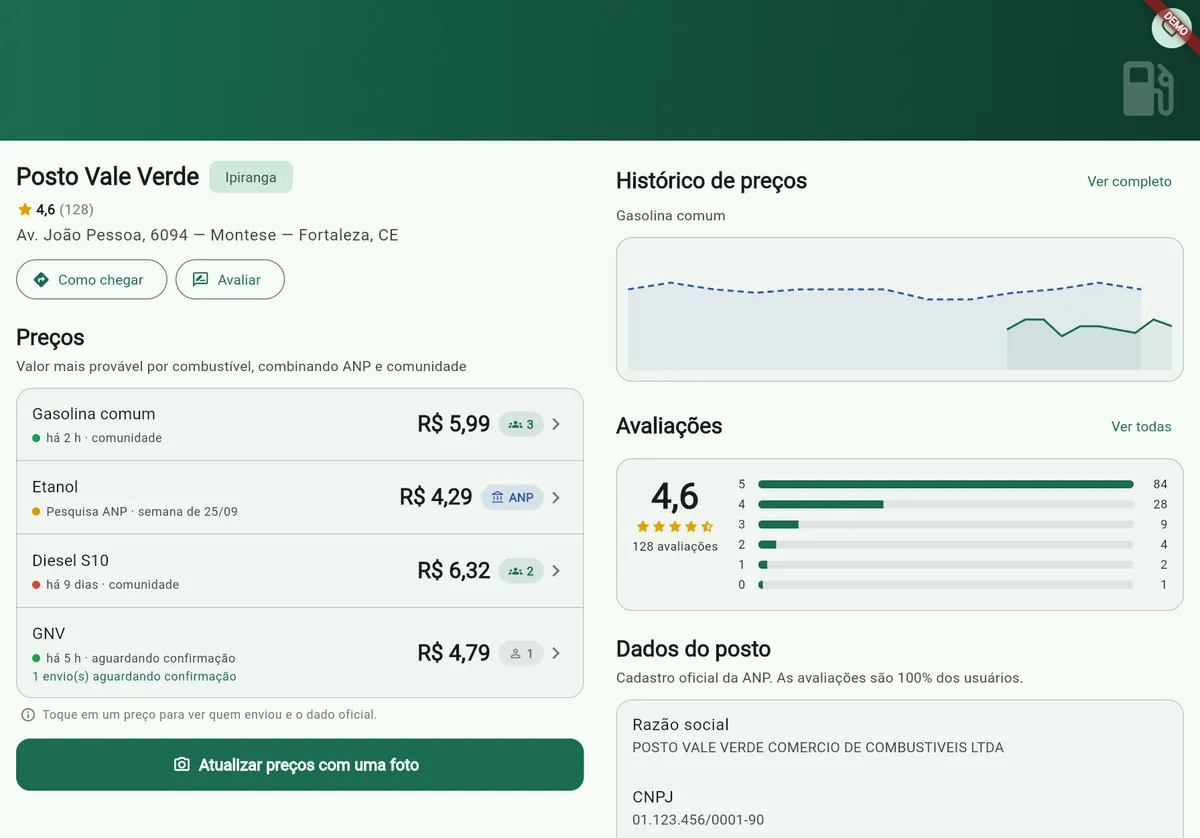 DEMO
Posto Vale Verde
Ipiranga
4,6 (128)
Av. João Pessoa, 6094 — Montese — Fortaleza, CE
Como chegar
Avaliar
Preços
Valor mais provável por combustível, combinando ANP e comunidade
Gasolina comum
há 2 h · comunidade
R$ 5,99
3
Etanol
Pesquisa ANP · semana de 25/09
R$ 4,29
ANP
Diesel S10
há 9 dias · comunidade
R$ 6,32
2
GNV
há 5 h · aguardando confirmação
1 envio(s) aguardando confirmação
R$ 4,79
1
Toque em um preço para ver quem enviou e o dado oficial.
Atualizar preços com uma foto
Histórico de preços
Ver completo
Gasolina comum
Avaliações
Ver todas
4,6
128 avaliações
5 84
4 28
3 9
2 4
1 2
0 1
Dados do posto
Cadastro oficial da ANP. As avaliações são 100% dos usuários.
Razão social
POSTO VALE VERDE COMERCIO DE COMBUSTIVEIS LTDA
CNPJ
01.123.456/0001-90